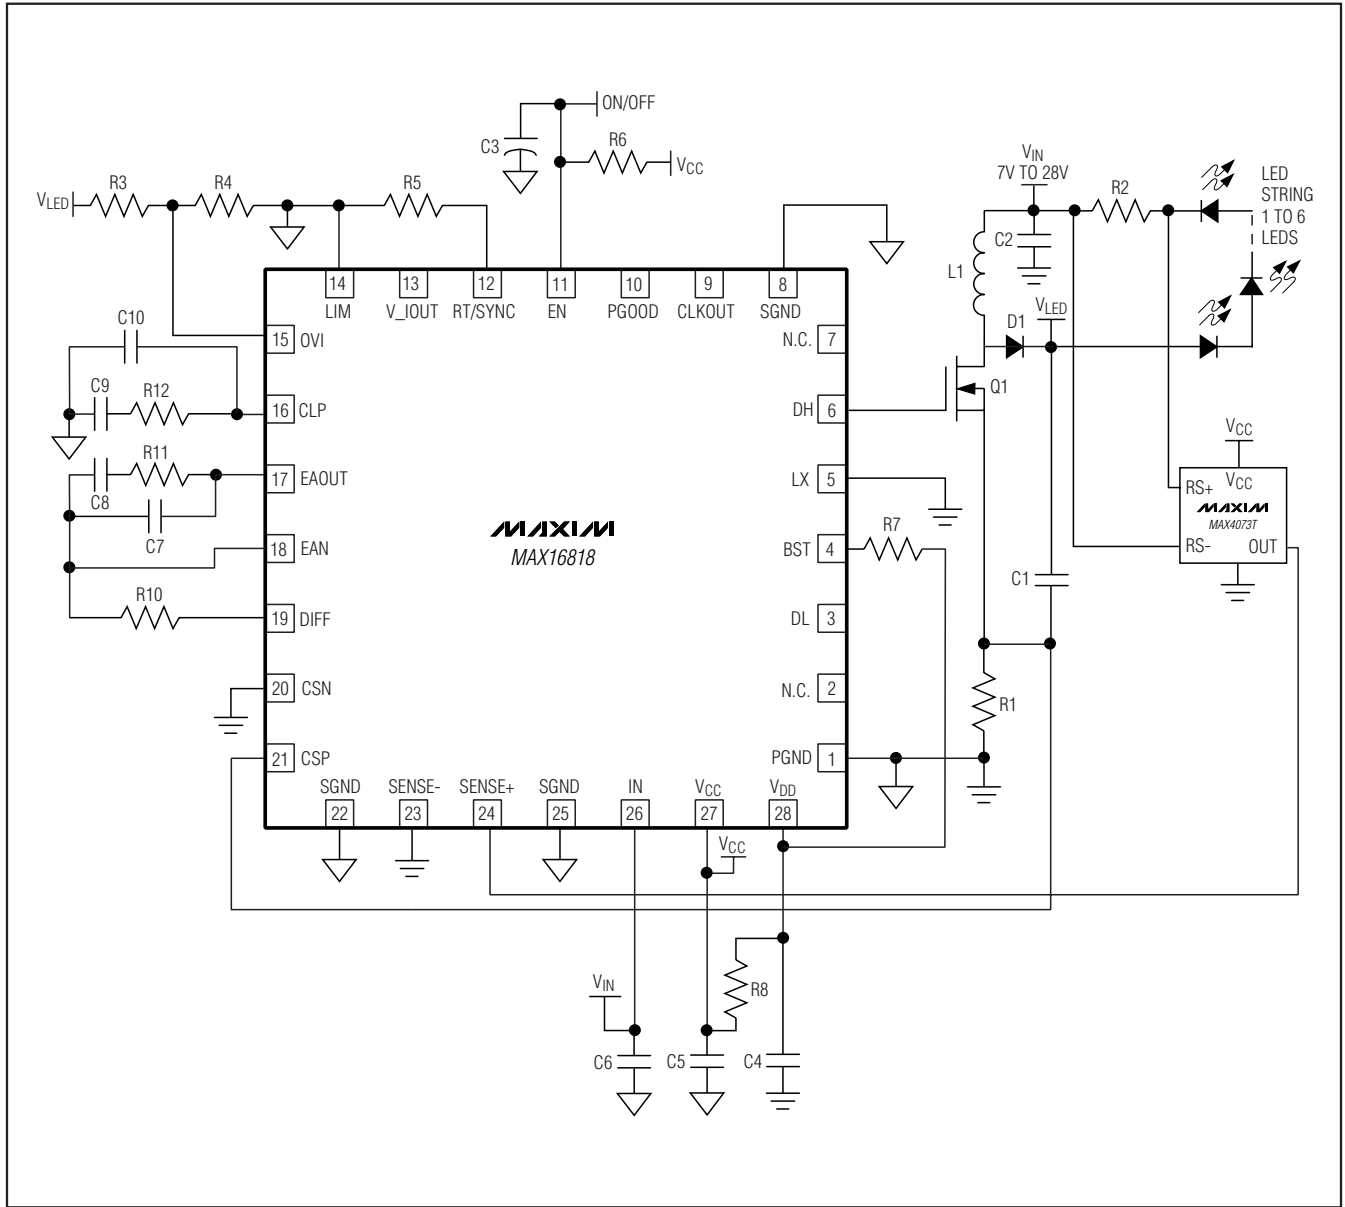 ON/OFF
C3
R6
VCC
VLED
R3
R4
R5
VIN
7V TO 28V
R2
LED
STRING
1 TO 6
LEDS
C2
L1
14
13
12
11
10
9
8
LIM
V_IOUT
RT/SYNC
EN
PGOOD
CLKOUT
SGND
C10
15
OVI
N.C.
7
D1
VLED
C9
R12
16
CLP
DH
6
Q1
R11
17
EAOUT
LX
5
C8
C7
VCC
VCC
RS+
MAXIM
MAX4073T
RS-
OUT
MAXIM
MAX16818
18
EAN
BST
4
R7
C1
R10
19
DIFF
DL
3
20
CSN
N.C.
2
R1
21
CSP
PGND
1
SGND
SENSE-
SENSE+
SGND
IN
VCC
VDD
22
23
24
25
26
27
28
VCC
VIN
R8
C6
C5
C4